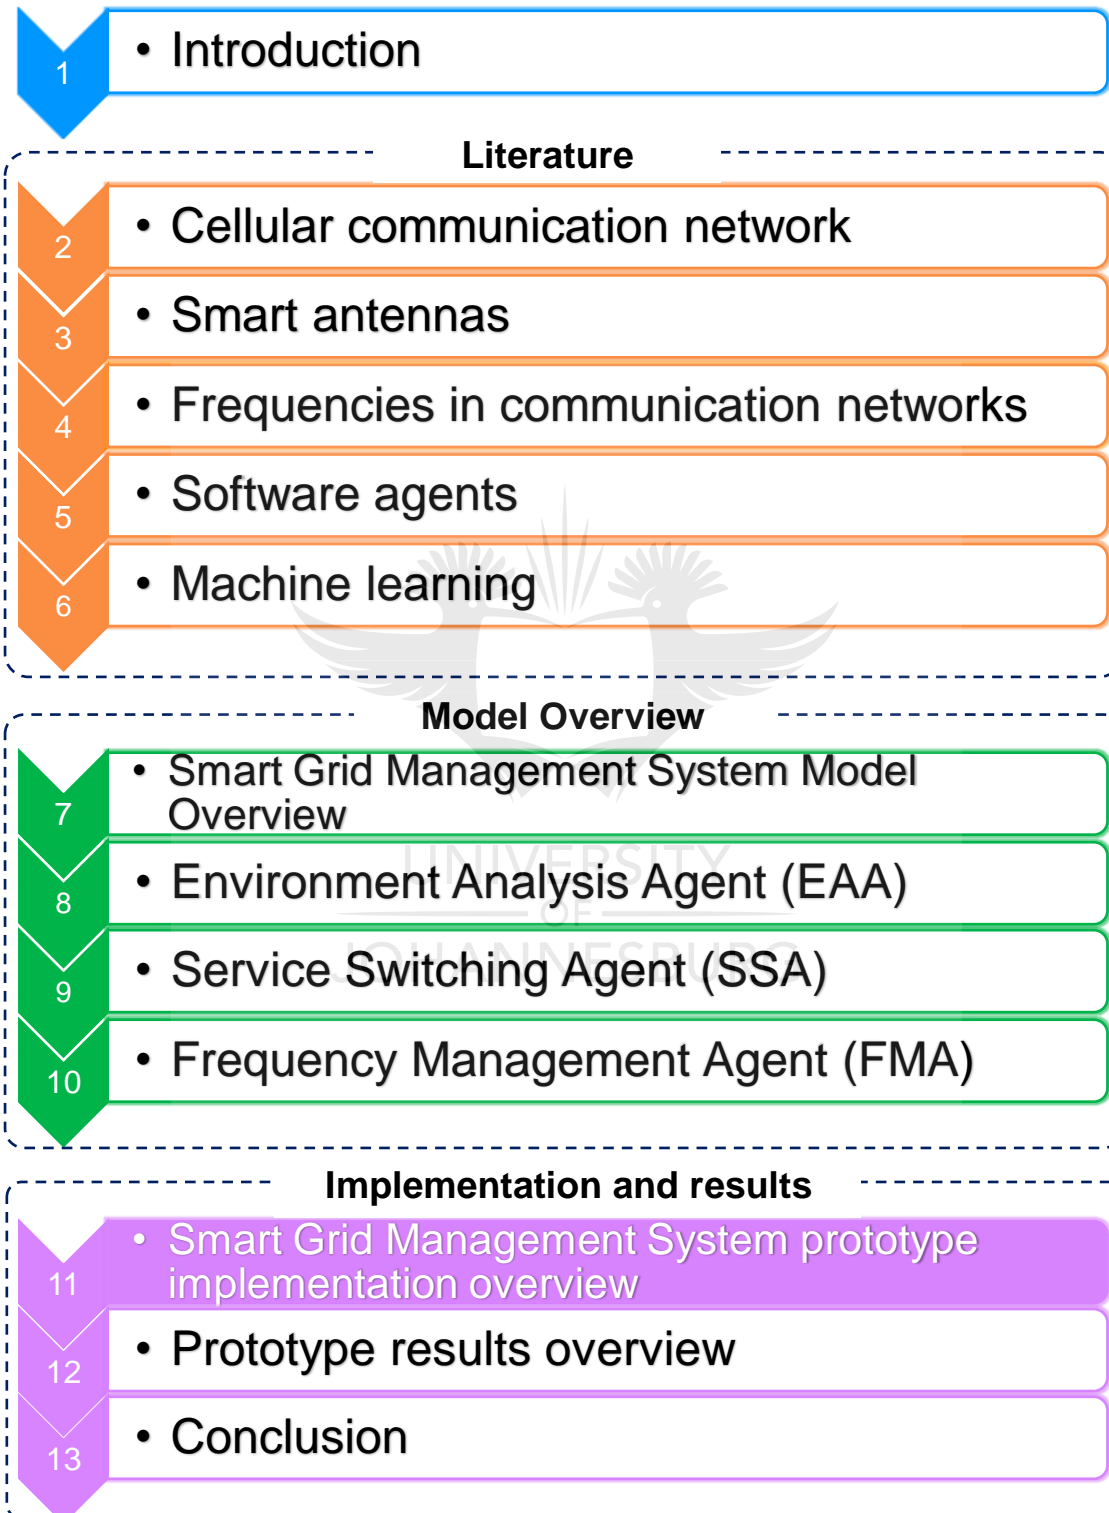 1
• Introduction
Literature
2
• Cellular communication network
3
• Smart antennas
4
• Frequencies in communication networks
5
• Software agents
6
• Machine learning
Model Overview
7
• Smart Grid Management System Model
Overview
8
• Environment Analysis Agent (EAA)
9
• Service Switching Agent (SSA)
10
• Frequency Management Agent (FMA)
UNIVERSITY
OF
JOHANNESBURG
Implementation and results
11
• Smart Grid Management System prototype
implementation overview
12
• Prototype results overview
13
• Conclusion